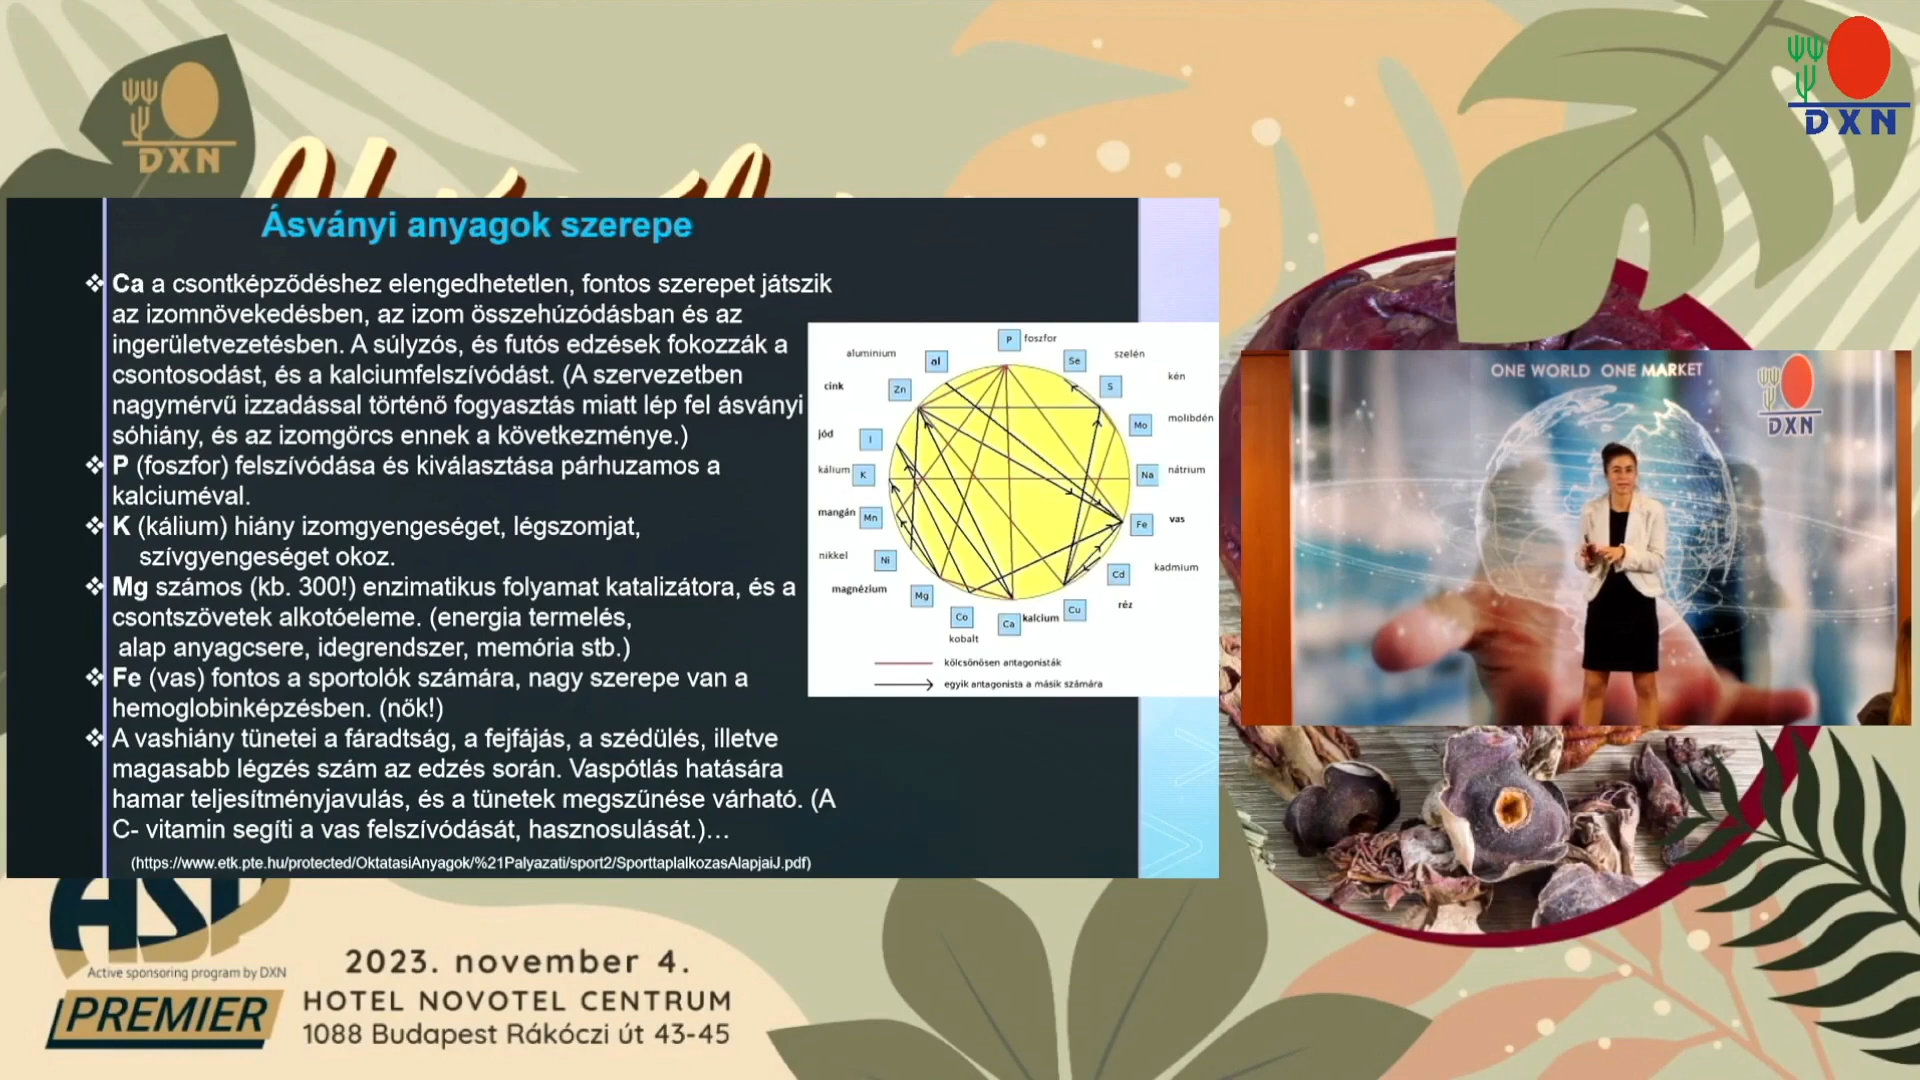 DXN
DXN
Ásványi anyagok szerepe
❖ Ca a csontképződéshez elengedhetetlen, fontos szerepet játszik
az izomnövekedésben, az izom összehúzódásban és az
ingerületvezetésben. A súlyzós, és futós edzések fokozzák a
csontosodást, és a kalciumfelszívódást. (A szervezetben
nagymérvű izzadással történő fogyasztás miatt lép fel ásványi
sóhiány, és az izomgörcs ennek a következménye.)
❖ P (foszfor) felszívódása és kiválasztása párhuzamos a
kalciuméval.
❖ K (kálium) hiány izomgyengeséget, légszomjat,
szívgyengeséget okoz.
❖ Mg számos (kb. 300!) enzimatikus folyamat katalizátora, és a
csontszövetek alkotóeleme. (energia termelés,
alap anyagcsere, idegrendszer, memória stb.)
❖ Fe (vas) fontos a sportolók számára, nagy szerepe van a
hemoglobinképzésben. (nők!)
❖ A vashiány tünetei a fáradtság, a fejfájás, a szédülés, illetve
magasabb légzés szám az edzés során. Vaspótlás hatására
hamar teljesítményjavulás, és a tünetek megszűnése várható. (A
C- vitamin segíti a vas felszívódását, hasznosulását.)…
(https://www.etk.pte.hu/protected/OktatasiAnyagok/%21Palyazati/sport2/SporttaplalkozasAlapjaiJ.pdf)
P foszfor
aluminium al
Se szelén
cink Zn
S kén
Mo molibdén
jód I
kálium K
Na nátrium
mangán Mn
Fe vas
nikkel Ni
Cd kadmium
magnézium Mg
Cu réz
Co kobalt
Ca kalcium
kölcsönösen antagonisták
egyik antagonista a másik számára
ONE WORLD ONE MARKET
DXN
ASP
Active sponsoring program by DXN
PREMIER
2023. november 4.
HOTEL NOVOTEL CENTRUM
1088 Budapest Rákóczi út 43-45